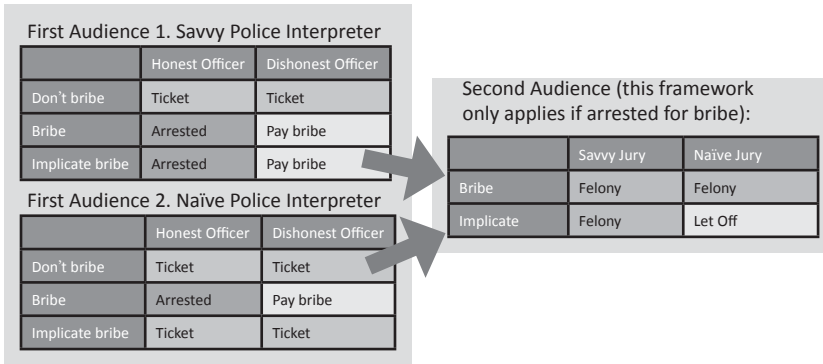 First Audience 1. Savvy Police Interpreter
Honest Officer Dishonest Officer
Don't bribe Ticket Ticket
Bribe Arrested Pay bribe
Implicate bribe Arrested Pay bribe
First Audience 2. Naïve Police Interpreter
Honest Officer Dishonest Officer
Don't bribe Ticket Ticket
Bribe Arrested Pay bribe
Implicate bribe Ticket Ticket
Second Audience (this framework
only applies if arrested for bribe):
Savvy Jury Naïve Jury
Bribe Felony Felony
Implicate Felony Let Off